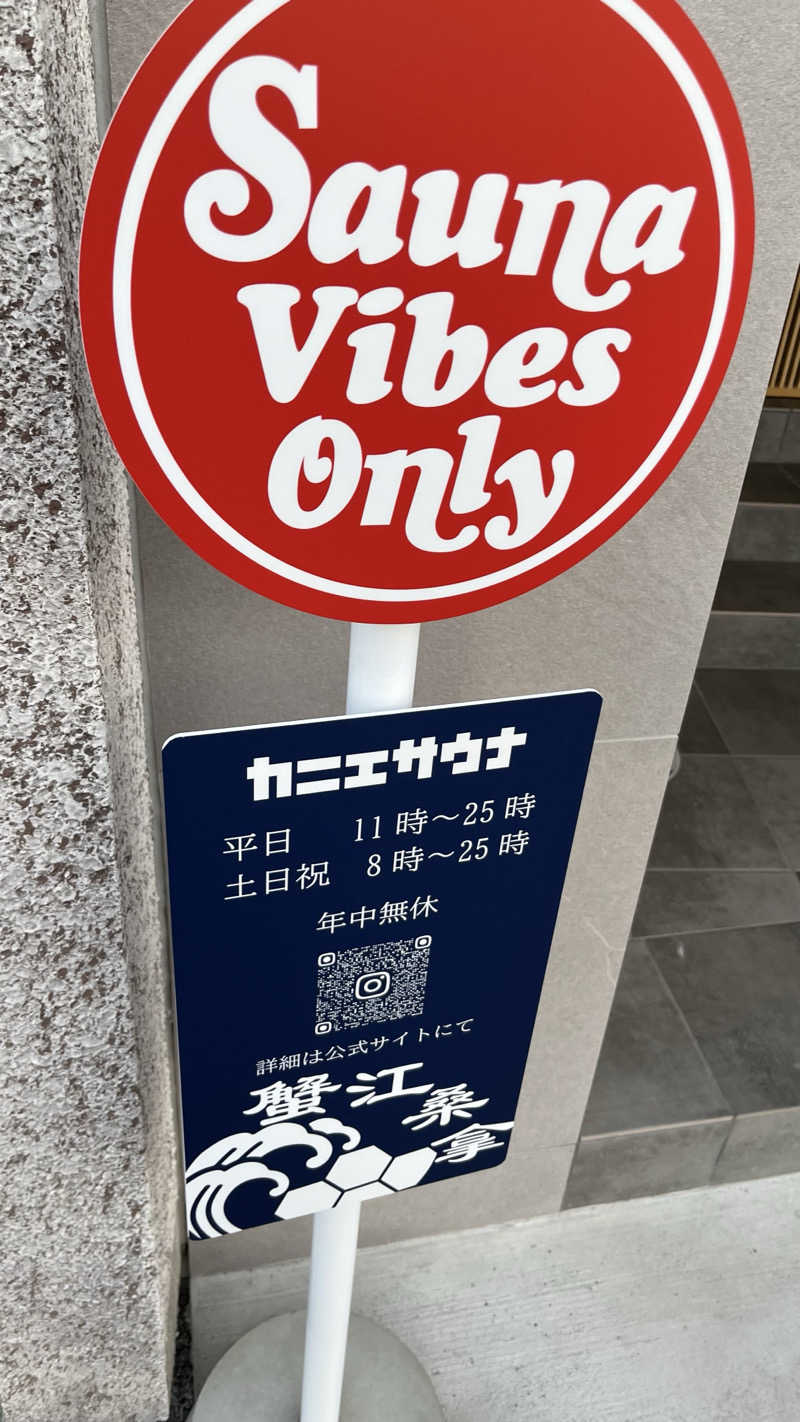 Sauna
Vibes
Only
カニエサウナ
平日 11時～25時
土日祝 8時～25時
年中無休
詳細は公式サイトにて
蟹江桑拿